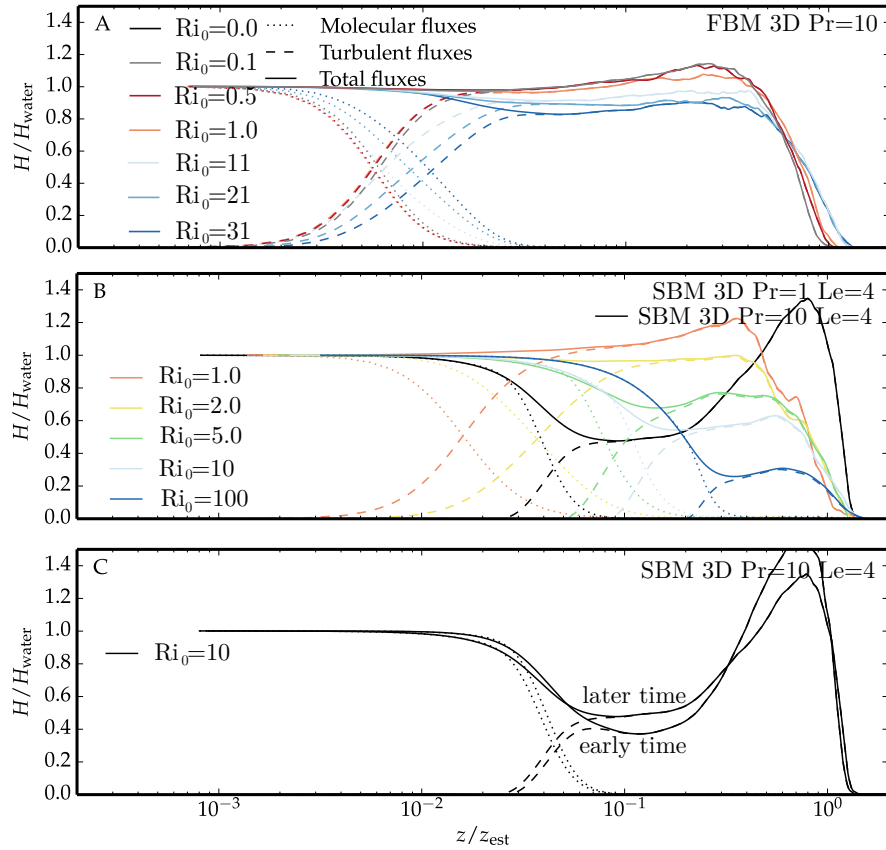 A
FBM 3D Pr=10
Ri₀=0.0
Ri₀=0.1
Ri₀=0.5
Ri₀=1.0
Ri₀=11
Ri₀=21
Ri₀=31
Molecular fluxes
Turbulent fluxes
Total fluxes
H/H_water
1.4
1.2
1.0
0.8
0.6
0.4
0.2
0.0
B
SBM 3D Pr=1 Le=4
SBM 3D Pr=10 Le=4
Ri₀=1.0
Ri₀=2.0
Ri₀=5.0
Ri₀=10
Ri₀=100
H/H_water
1.4
1.2
1.0
0.8
0.6
0.4
0.2
0.0
C
SBM 3D Pr=10 Le=4
Ri₀=10
later time
early time
H/H_water
1.4
1.2
1.0
0.8
0.6
0.4
0.2
0.0
10⁻³ 10⁻² 10⁻¹ 10⁰
z/z_est